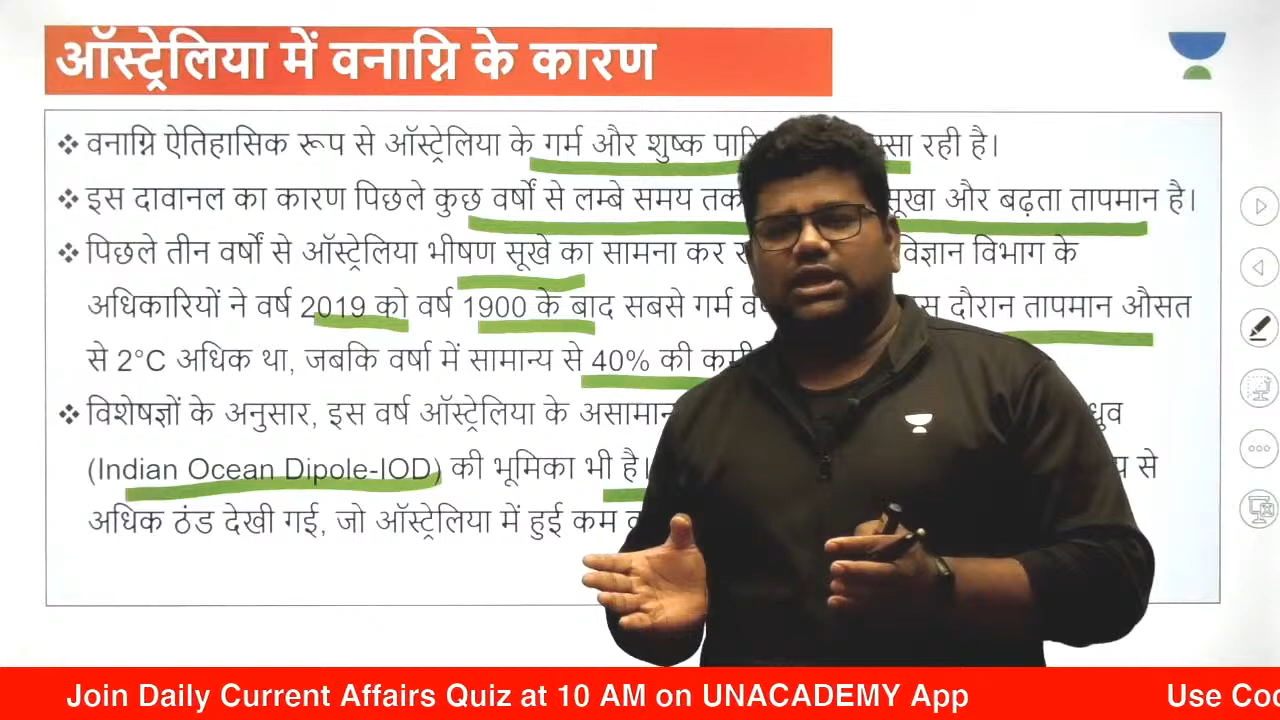 ऑस्ट्रेलिया में वनाग्नि के कारण
❖ वनाग्नि ऐतिहासिक रूप से ऑस्ट्रेलिया के गर्म और शुष्क रही है।
❖ इस दावानल का कारण पिछले कुछ वर्षों से लम्बे समय तक सूखा और बढ़ता तापमान है।
❖ पिछले तीन वर्षों से ऑस्ट्रेलिया भीषण सूखे का सामना कर विज्ञान विभाग के
अधिकारियों ने वर्ष 2019 को वर्ष 1900 के बाद सबसे गर्म दौरान तापमान औसत
से 2°C अधिक था, जबकि वर्षा में सामान्य से 40% की कमी
❖ विशेषज्ञों के अनुसार, इस वर्ष ऑस्ट्रेलिया के ध्रुव
(Indian Ocean Dipole-IOD) की भूमिका भी है। से
अधिक ठंड देखी गई, जो ऑस्ट्रेलिया में हुई कम
Join Daily Current Affairs Quiz at 10 AM on UNACADEMY App Use